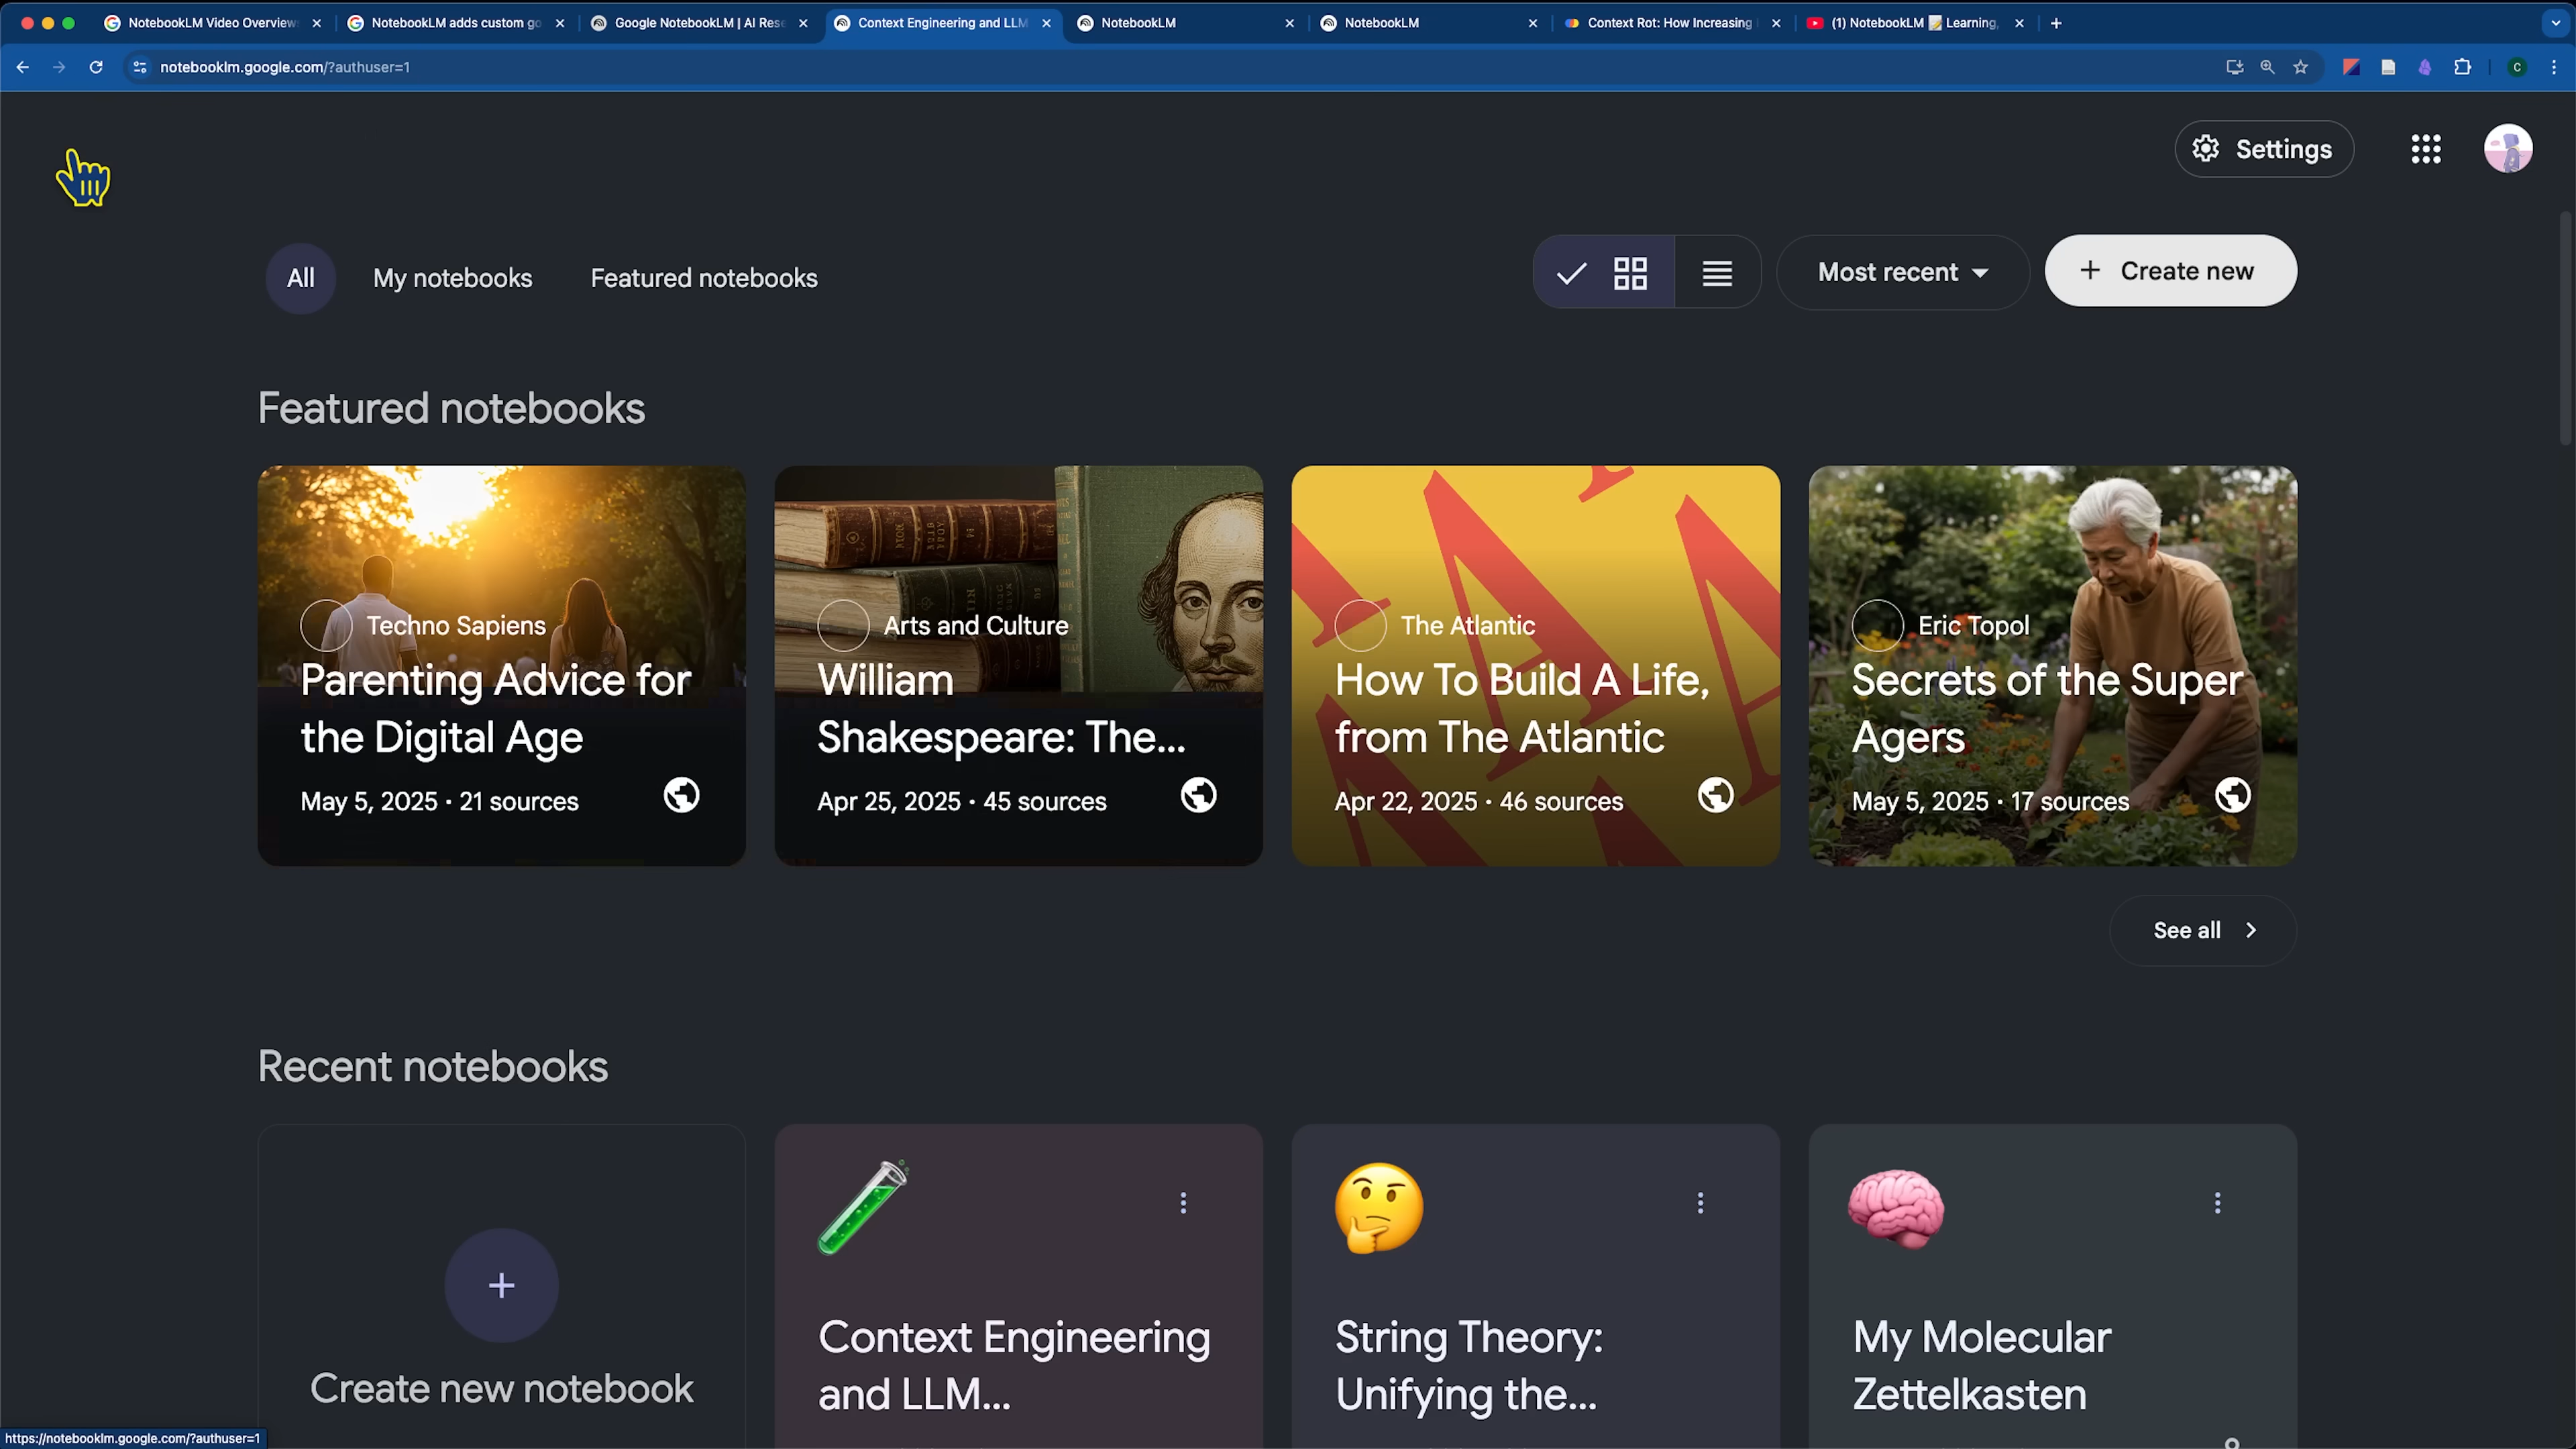 NotebookLM Video Overview
NotebookLM adds custom go
Google NotebookLM | AI Rese
Context Engineering and LLM
NotebookLM
NotebookLM
Context Rot: How Increasing
(1) NotebookLM 📝 Learning,
notebooklm.google.com/?authuser=1
C
Settings
All
My notebooks
Featured notebooks
Most recent
Create new
Featured notebooks
Techno Sapiens
Parenting Advice for
the Digital Age
May 5, 2025 · 21 sources
Arts and Culture
William
Shakespeare: The...
Apr 25, 2025 · 45 sources
The Atlantic
How To Build A Life,
from The Atlantic
Apr 22, 2025 · 46 sources
Eric Topol
Secrets of the Super
Agers
May 5, 2025 · 17 sources
See all
Recent notebooks
Create new notebook
Context Engineering
and LLM...
String Theory:
Unifying the...
My Molecular
Zettelkasten
https://notebooklm.google.com/?authuser=1